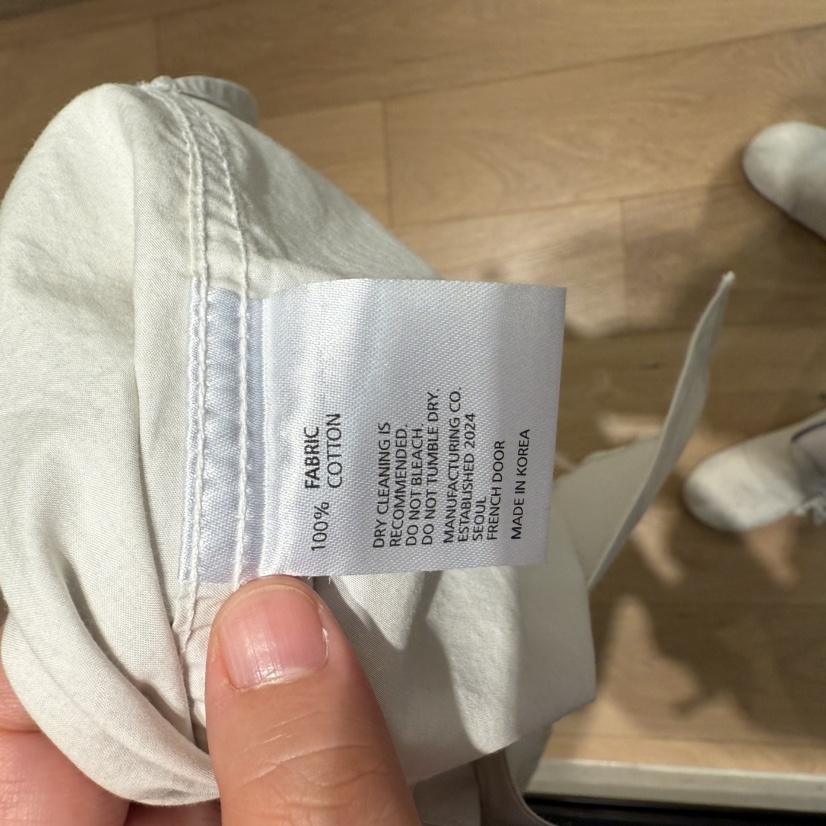 FABRIC
100% COTTON
DRY CLEANING IS
RECOMMENDED.
DO NOT BLEACH.
DO NOT TUMBLE DRY.
MANUFACTURING CO.
ESTABLISHED 2024
SEOUL
FRENCH DOOR
MADE IN KOREA